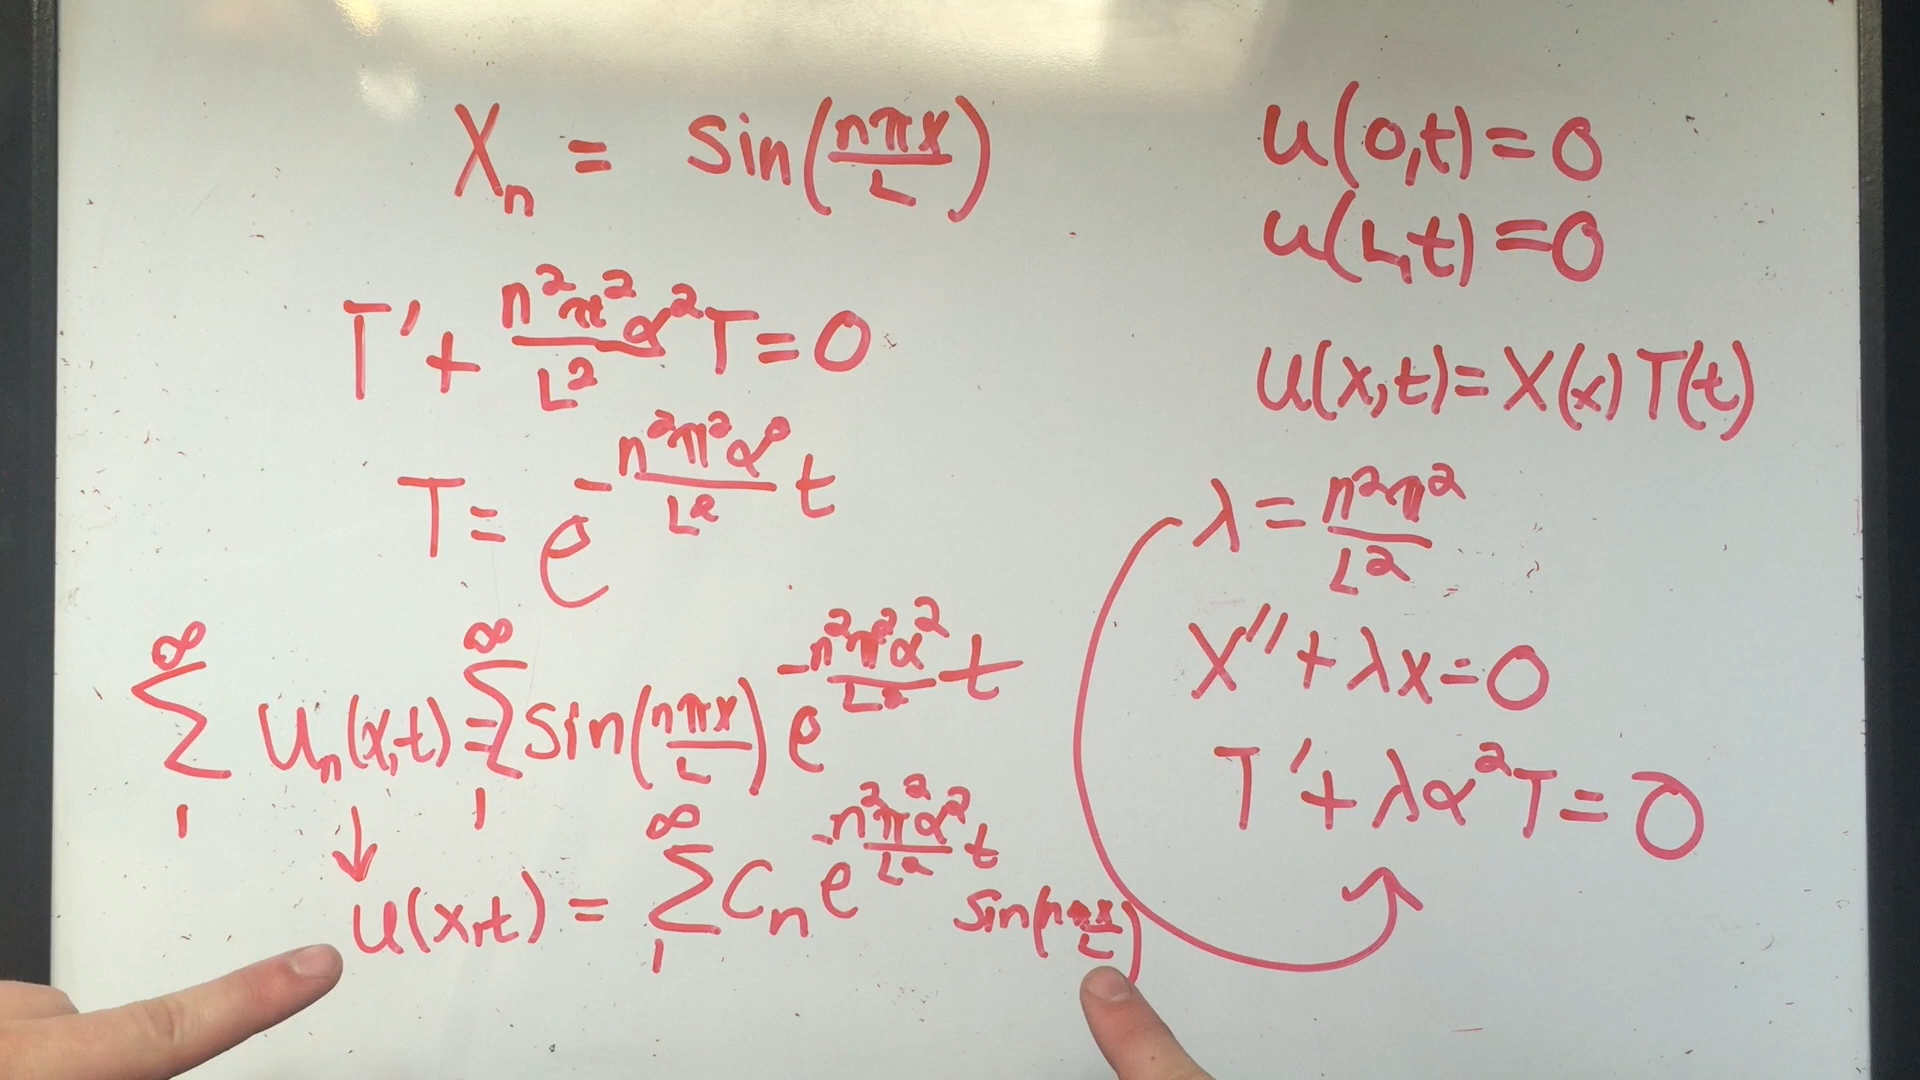 Xₙ = sin(nπx/L)
T' + n²π²α²/L² T = 0
T = e^(-n²π²α²/L² t)
∑₁^∞ Uₙ(x,t) = ∑₁^∞ sin(nπx/L) e^(-n²π²α²/L² t)
↓
u(x,t) = ∑₁^∞ Cₙ e^(-n²π²α²/L² t) sin(nπx/L)
u(0,t)=0
u(L,t)=0
u(x,t)=X(x)T(t)
λ = n²π²/L²
X''+λx=0
T'+λα²T=0